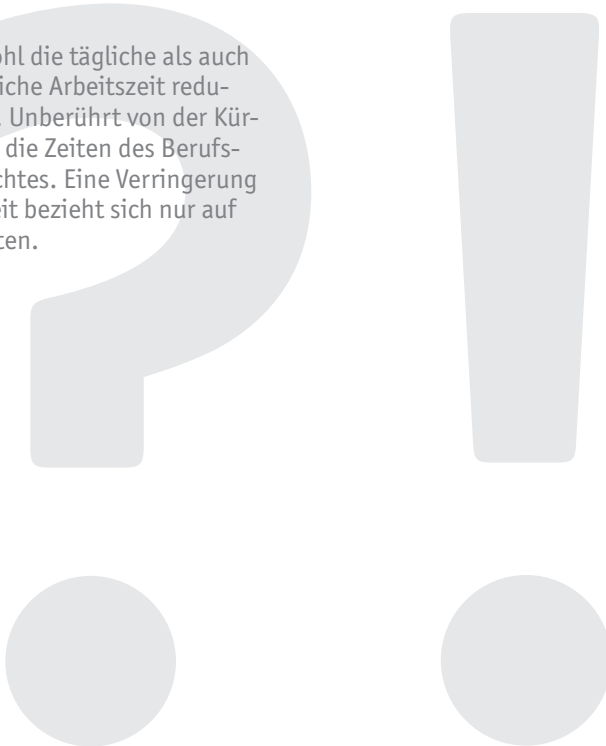 ohl die tägliche als auch
iche Arbeitszeit redu-
. Unberührt von der Kür-
die Zeiten des Berufs-
chtes. Eine Verringerung
eit bezieht sich nur auf
ten.
?!